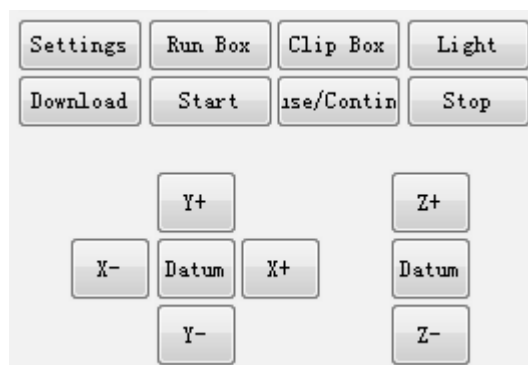 Settings Run Box Clip Box Light
Download Start use/Contin Stop
Y+ Z+
X- Datum X+ Datum
Y- Z-